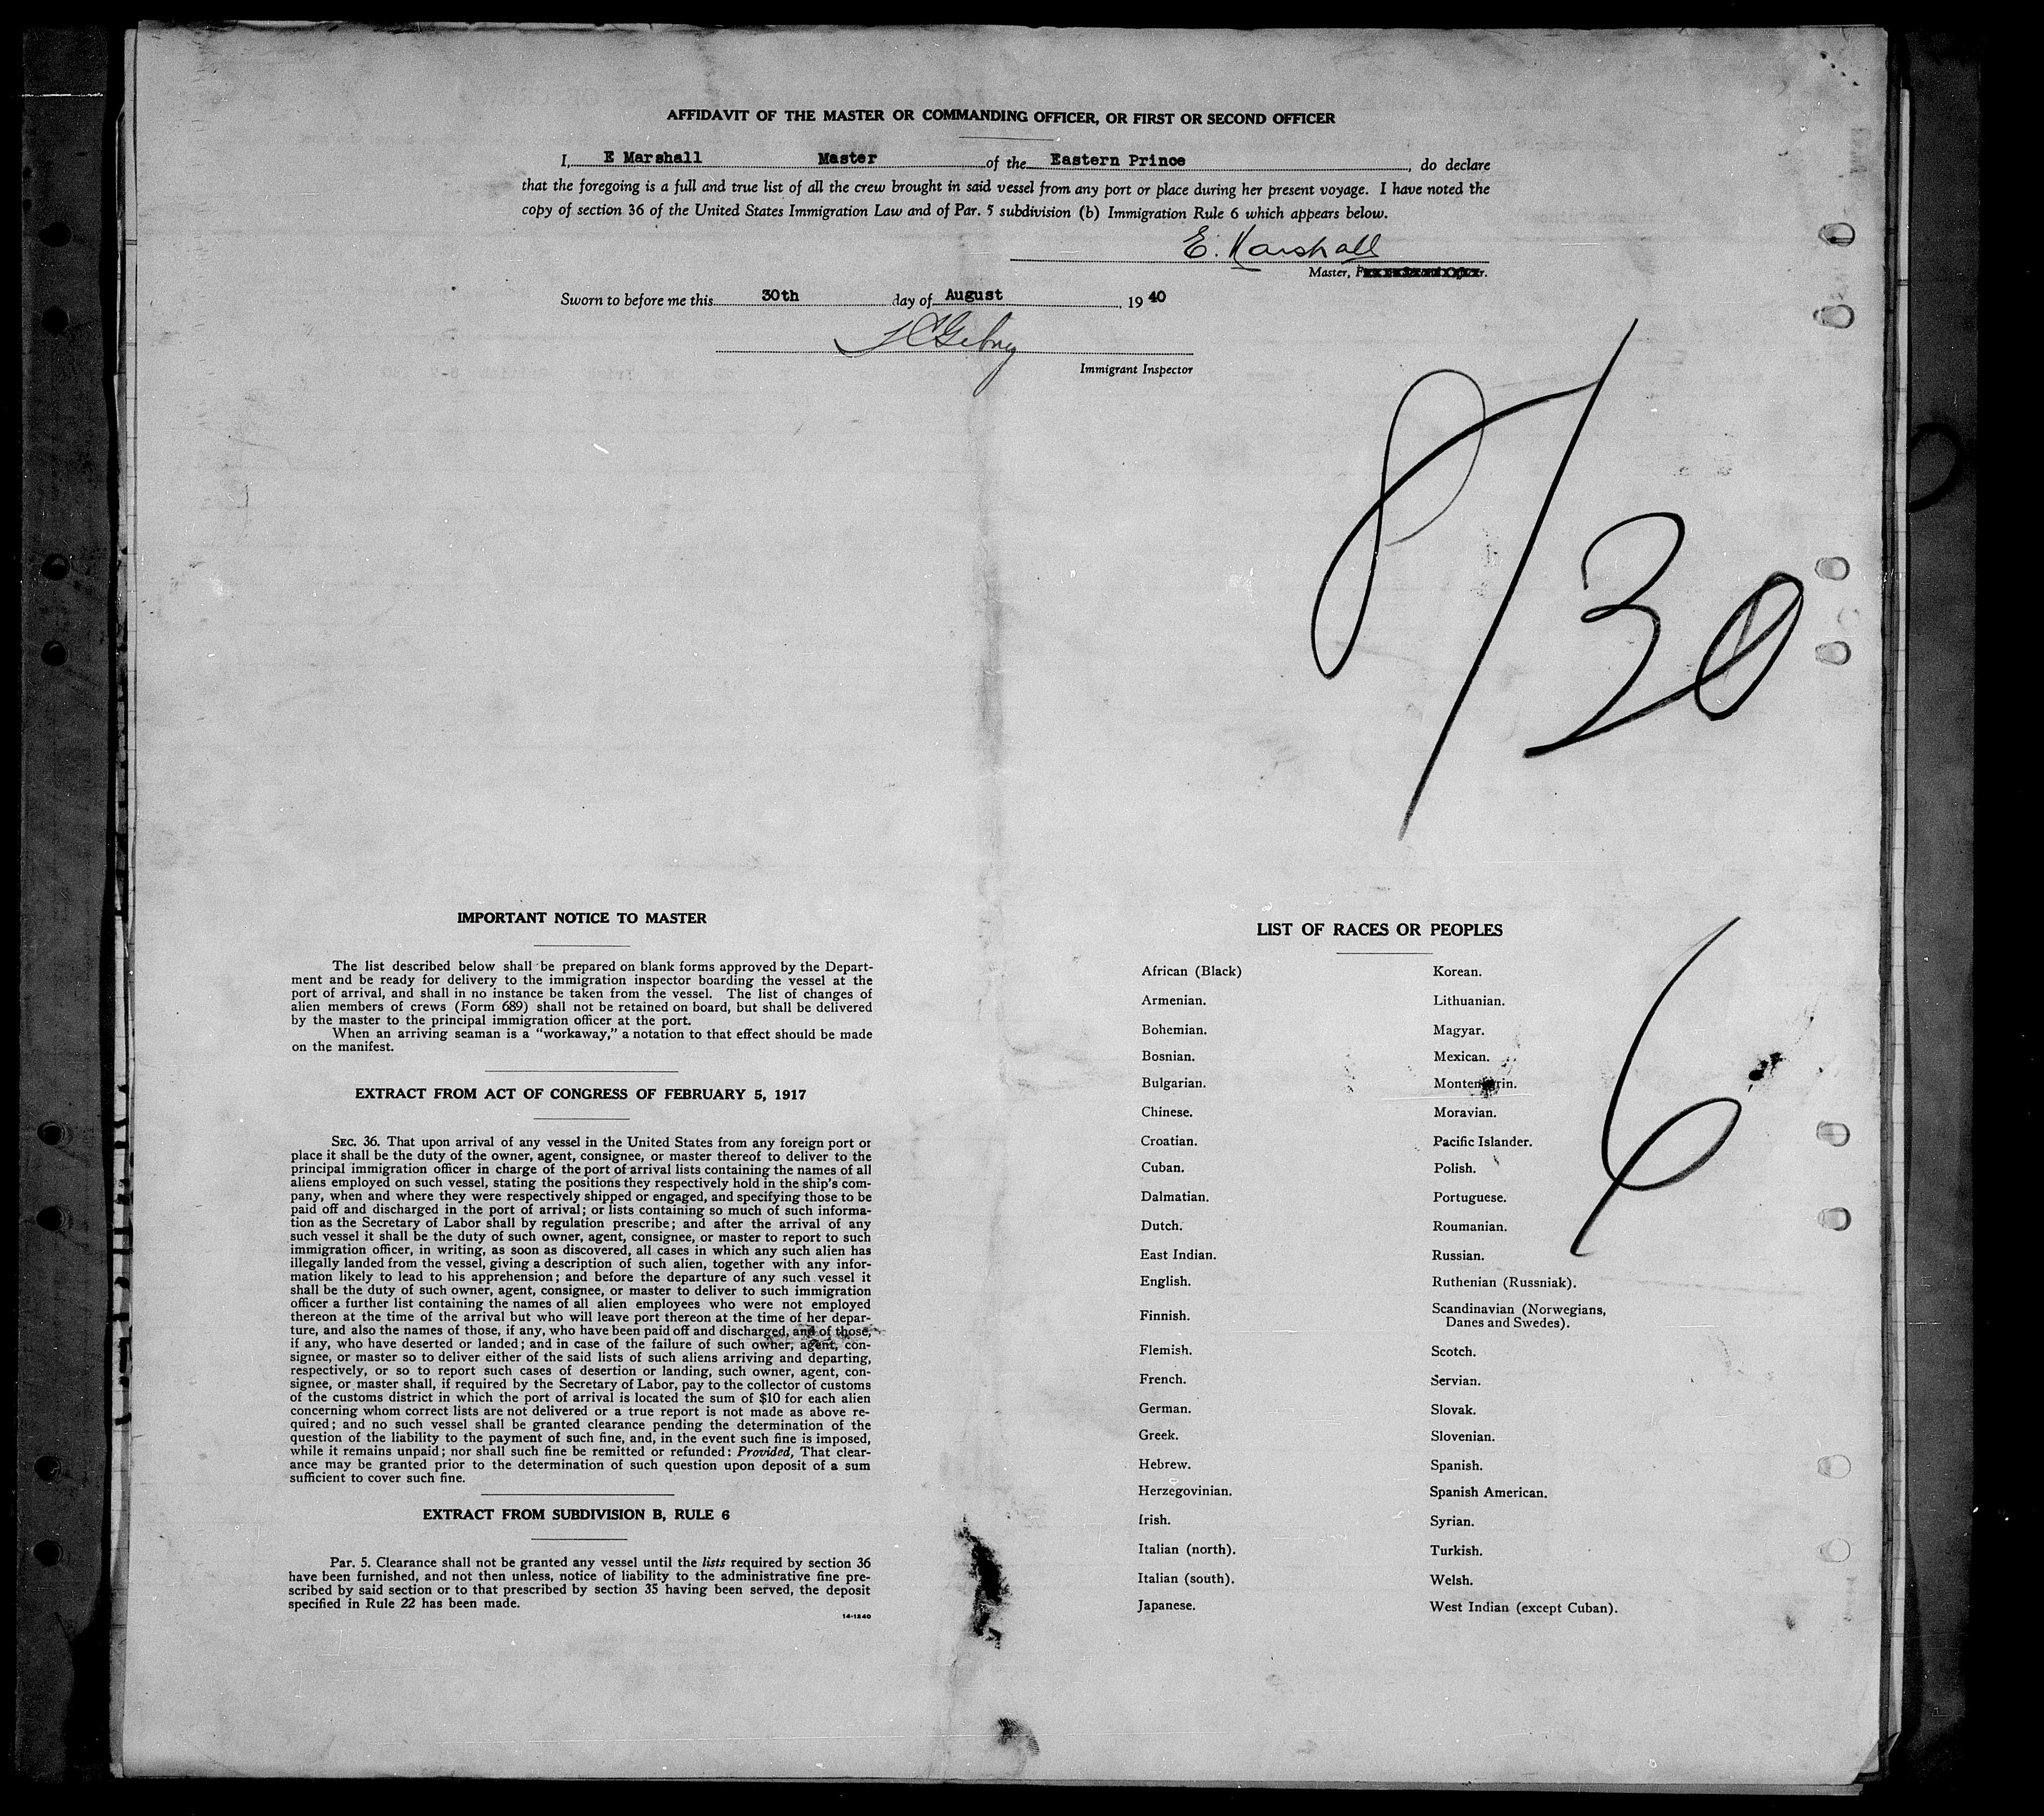 AFFIDAVIT OF THE MASTER OR COMMANDING OFFICER, OR FIRST OR SECOND OFFICER
I, E Marshall Master of the Eastern Prince, do declare
that the foregoing is a full and true list of all the crew brought in said vessel from any port or place during her present voyage. I have noted the
copy of section 36 of the United States Immigration Law and of Par. 5 subdivision (b) Immigration Rule 6 which appears below.
E. Marshall
Master,
Sworn to before me this 30th day of August, 19 40
Immigrant Inspector
8/30
6
IMPORTANT NOTICE TO MASTER
The list described below shall be prepared on blank forms approved by the Depart-
ment and be ready for delivery to the immigration inspector boarding the vessel at the
port of arrival, and shall in no instance be taken from the vessel. The list of changes of
alien members of crews (Form 689) shall not be retained on board, but shall be delivered
by the master to the principal immigration officer at the port.
When an arriving seaman is a "workaway," a notation to that effect should be made
on the manifest.
EXTRACT FROM ACT OF CONGRESS OF FEBRUARY 5, 1917
SEC. 36. That upon arrival of any vessel in the United States from any foreign port or
place it shall be the duty of the owner, agent, consignee, or master thereof to deliver to the
principal immigration officer in charge of the port of arrival lists containing the names of all
aliens employed on such vessel, stating the positions they respectively hold in the ship's com-
pany, when and where they were respectively shipped or engaged, and specifying those to be
paid off and discharged in the port of arrival; or lists containing so much of such informa-
tion as the Secretary of Labor shall by regulation prescribe; and after the arrival of any
such vessel it shall be the duty of such owner, agent, consignee, or master to report to such
immigration officer, in writing, as soon as discovered, all cases in which any such alien has
illegally landed from the vessel, giving a description of such alien, together with any infor-
mation likely to lead to his apprehension; and before the departure of any such vessel it
shall be the duty of such owner, agent, consignee, or master to deliver to such immigration
officer a further list containing the names of all alien employees who were not employed
thereon at the time of the arrival but who will leave port thereon at the time of her depar-
ture, and also the names of those, if any, who have been paid off and discharged, and of those,
if any, who have deserted or landed; and in case of the failure of such owner, agent, con-
signee, or master so to deliver either of the said lists of such aliens arriving and departing,
respectively, or so to report such cases of desertion or landing, such owner, agent, con-
signee, or master shall, if required by the Secretary of Labor, pay to the collector of customs
of the customs district in which the port of arrival is located the sum of $10 for each alien
concerning whom correct lists are not delivered or a true report is not made as above re-
quired; and no such vessel shall be granted clearance pending the determination of the
question of the liability to the payment of such fine, and, in the event such fine is imposed,
while it remains unpaid; nor shall such fine be remitted or refunded: Provided, That clear-
ance may be granted prior to the determination of such question upon deposit of a sum
sufficient to cover such fine.
EXTRACT FROM SUBDIVISION B, RULE 6
Par. 5. Clearance shall not be granted any vessel until the lists required by section 36
have been furnished, and not then unless, notice of liability to the administrative fine pre-
scribed by said section or to that prescribed by section 35 having been served, the deposit
specified in Rule 22 has been made.
14-1240
LIST OF RACES OR PEOPLES
African (Black)
Armenian.
Bohemian.
Bosnian.
Bulgarian.
Chinese.
Croatian.
Cuban.
Dalmatian.
Dutch.
East Indian.
English.
Finnish.
Flemish.
French.
German.
Greek.
Hebrew.
Herzegovinian.
Irish.
Italian (north).
Italian (south).
Japanese.
Korean.
Lithuanian.
Magyar.
Mexican.
Montenegrin.
Moravian.
Pacific Islander.
Polish.
Portuguese.
Roumanian.
Russian.
Ruthenian (Russniak).
Scandinavian (Norwegians,
Danes and Swedes).
Scotch.
Servian.
Slovak.
Slovenian.
Spanish.
Spanish American.
Syrian.
Turkish.
Welsh.
West Indian (except Cuban).